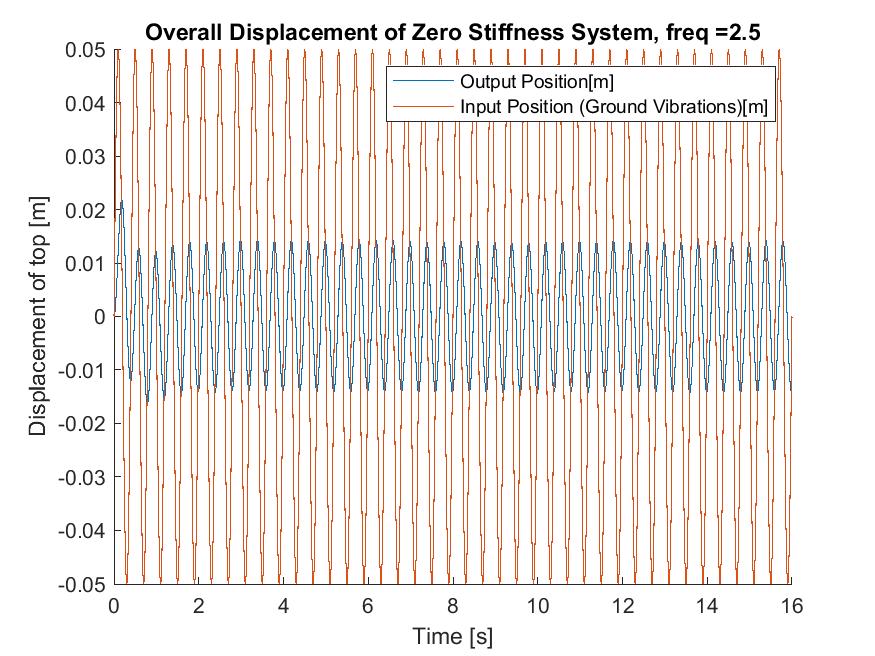 Overall Displacement of Zero Stiffness System, freq =2.5
Output Position[m]
Input Position (Ground Vibrations)[m]
Displacement of top [m]
0.05
0.04
0.03
0.02
0.01
0
-0.01
-0.02
-0.03
-0.04
-0.05
0 2 4 6 8 10 12 14 16
Time [s]